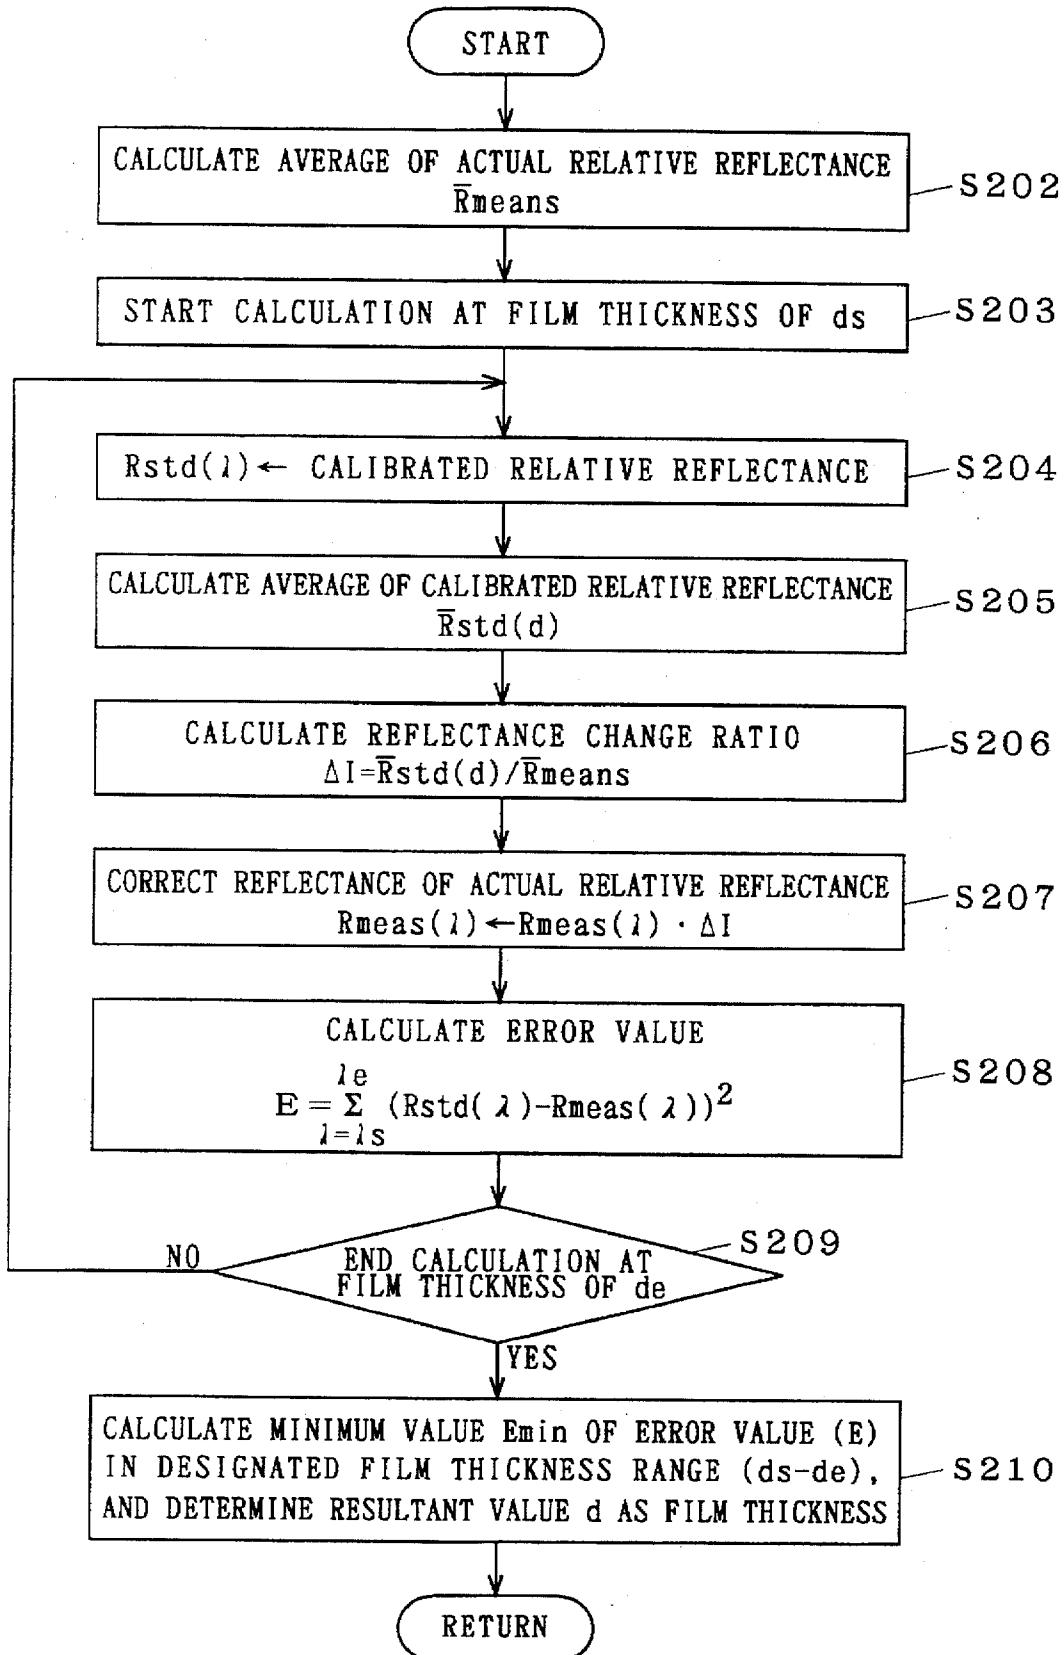 START
CALCULATE AVERAGE OF ACTUAL RELATIVE REFLECTANCE
R̅means
S202
START CALCULATION AT FILM THICKNESS OF ds
S203
Rstd(λ)← CALIBRATED RELATIVE REFLECTANCE
S204
CALCULATE AVERAGE OF CALIBRATED RELATIVE REFLECTANCE
R̅std(d)
S205
CALCULATE REFLECTANCE CHANGE RATIO
ΔI=R̅std(d)/R̅means
S206
CORRECT REFLECTANCE OF ACTUAL RELATIVE REFLECTANCE
Rmeas(λ)←Rmeas(λ)·ΔI
S207
CALCULATE ERROR VALUE
λe
E=Σ(Rstd(λ)-Rmeas(λ))²
λ=λs
S208
S209
NO
END CALCULATION AT
FILM THICKNESS OF de
YES
CALCULATE MINIMUM VALUE Emin OF ERROR VALUE (E)
IN DESIGNATED FILM THICKNESS RANGE (ds-de),
AND DETERMINE RESULTANT VALUE d AS FILM THICKNESS
S210
RETURN